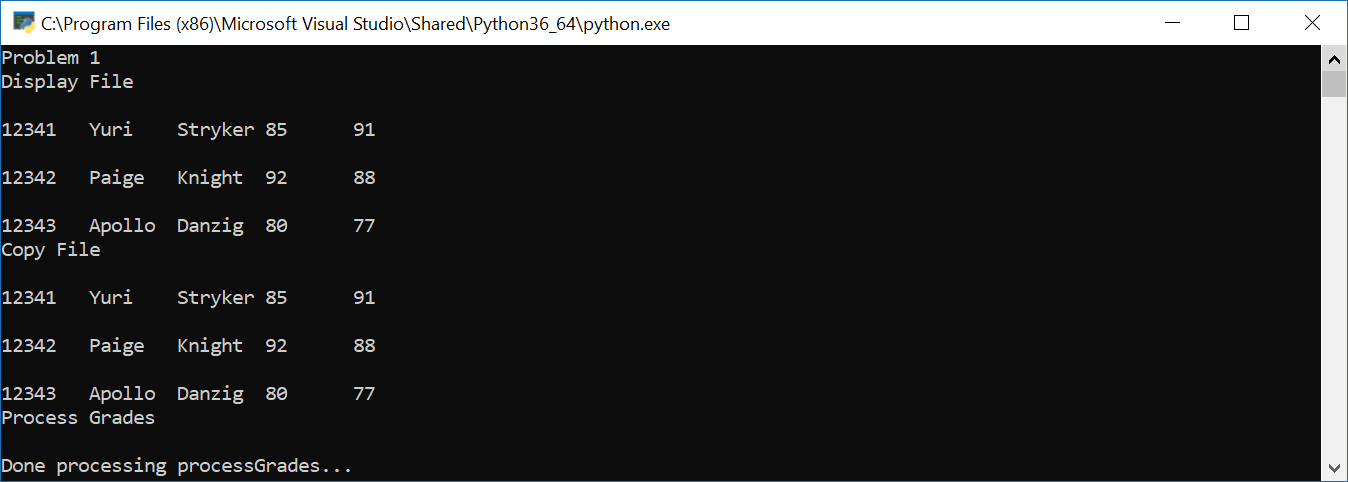 C:\Program Files (x86)\Microsoft Visual Studio\Shared\Python36_64\python.exe
Problem 1
Display File
12341   Yuri    Stryker 85      91
12342   Paige   Knight  92      88
12343   Apollo  Danzig  80      77
Copy File
12341   Yuri    Stryker 85      91
12342   Paige   Knight  92      88
12343   Apollo  Danzig  80      77
Process Grades
Done processing processGrades...